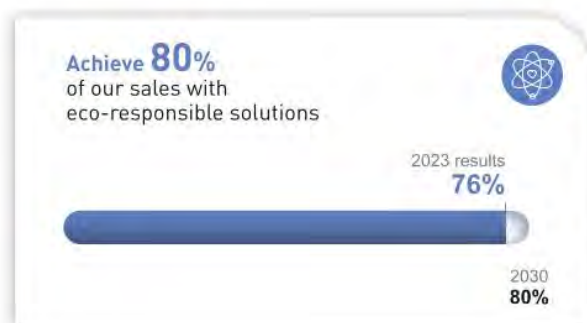 Achieve 80%
of our sales with
eco-responsible solutions
2023 results
76%
2030
80%